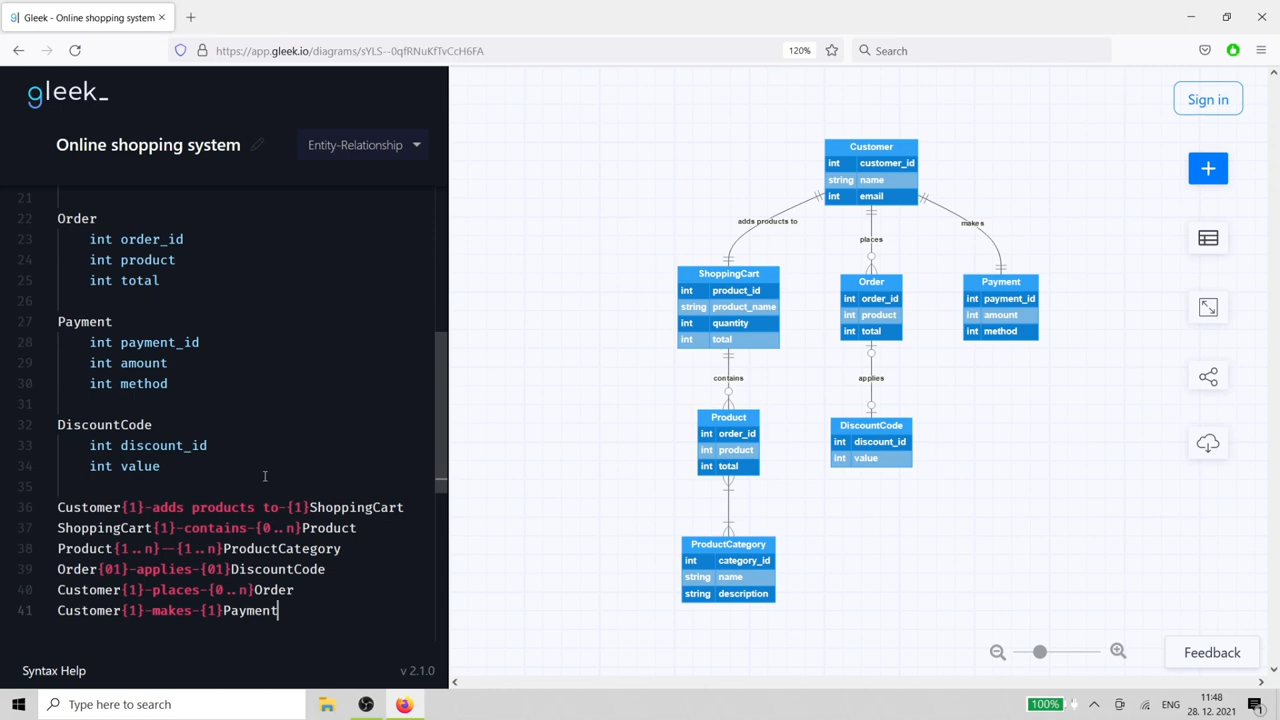 Gleek - Online shopping system
https://app.gleek.io/diagrams/sYLS--0qfRNuKfTvCcH6FA
120%
Search
gleek_
Online shopping system
Entity-Relationship
21
22 Order
23 int order_id
24 int product
25 int total
26
27 Payment
28 int payment_id
29 int amount
30 int method
31
32 DiscountCode
33 int discount_id
34 int value
35
36 Customer{1}-adds products to-{1}ShoppingCart
37 ShoppingCart{1}-contains-{0..n}Product
38 Product{1..n}--{1..n}ProductCategory
39 Order{01}-applies-{01}DiscountCode
40 Customer{1}-places-{0..n}Order
41 Customer{1}-makes-{1}Payment
Syntax Help
v 2.1.0
Sign in
Customer
int customer_id
string name
int email
adds products to
places
makes
ShoppingCart
int product_id
string product_name
int quantity
int total
Order
int order_id
int product
int total
Payment
int payment_id
int amount
int method
contains
applies
Product
int order_id
int product
int total
DiscountCode
int discount_id
int value
ProductCategory
int category_id
string name
string description
Feedback
Type here to search
100%
ENG
11:48
28. 12. 2021
1